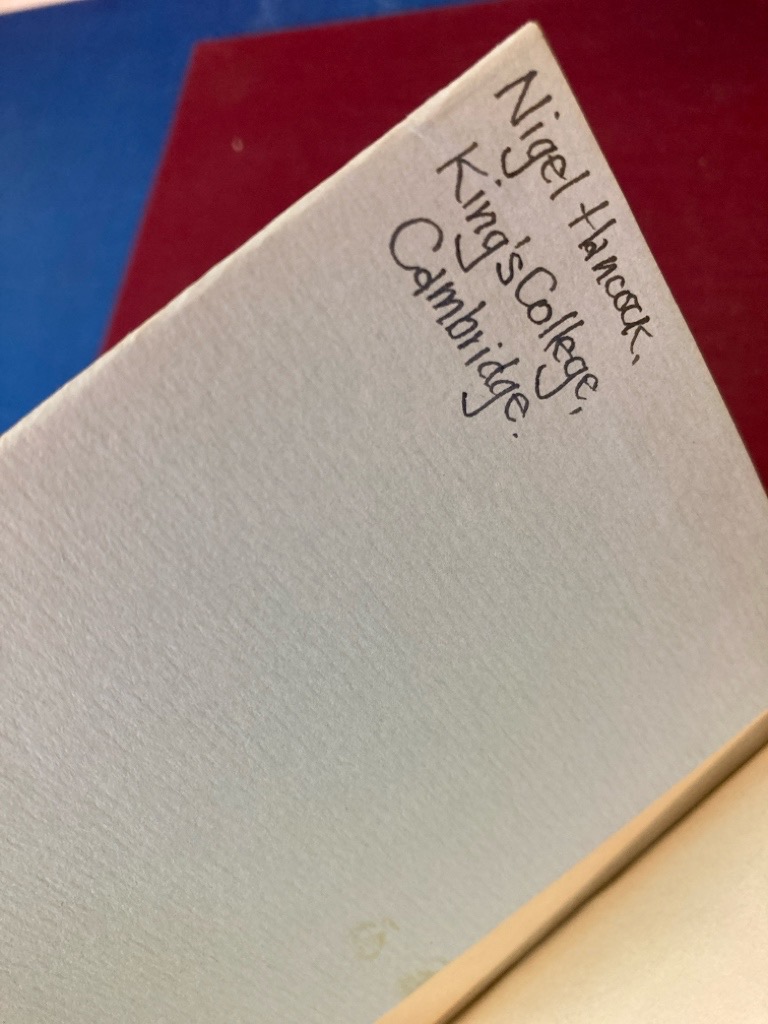 Nigel Hancock.
King's College,
Cambridge.